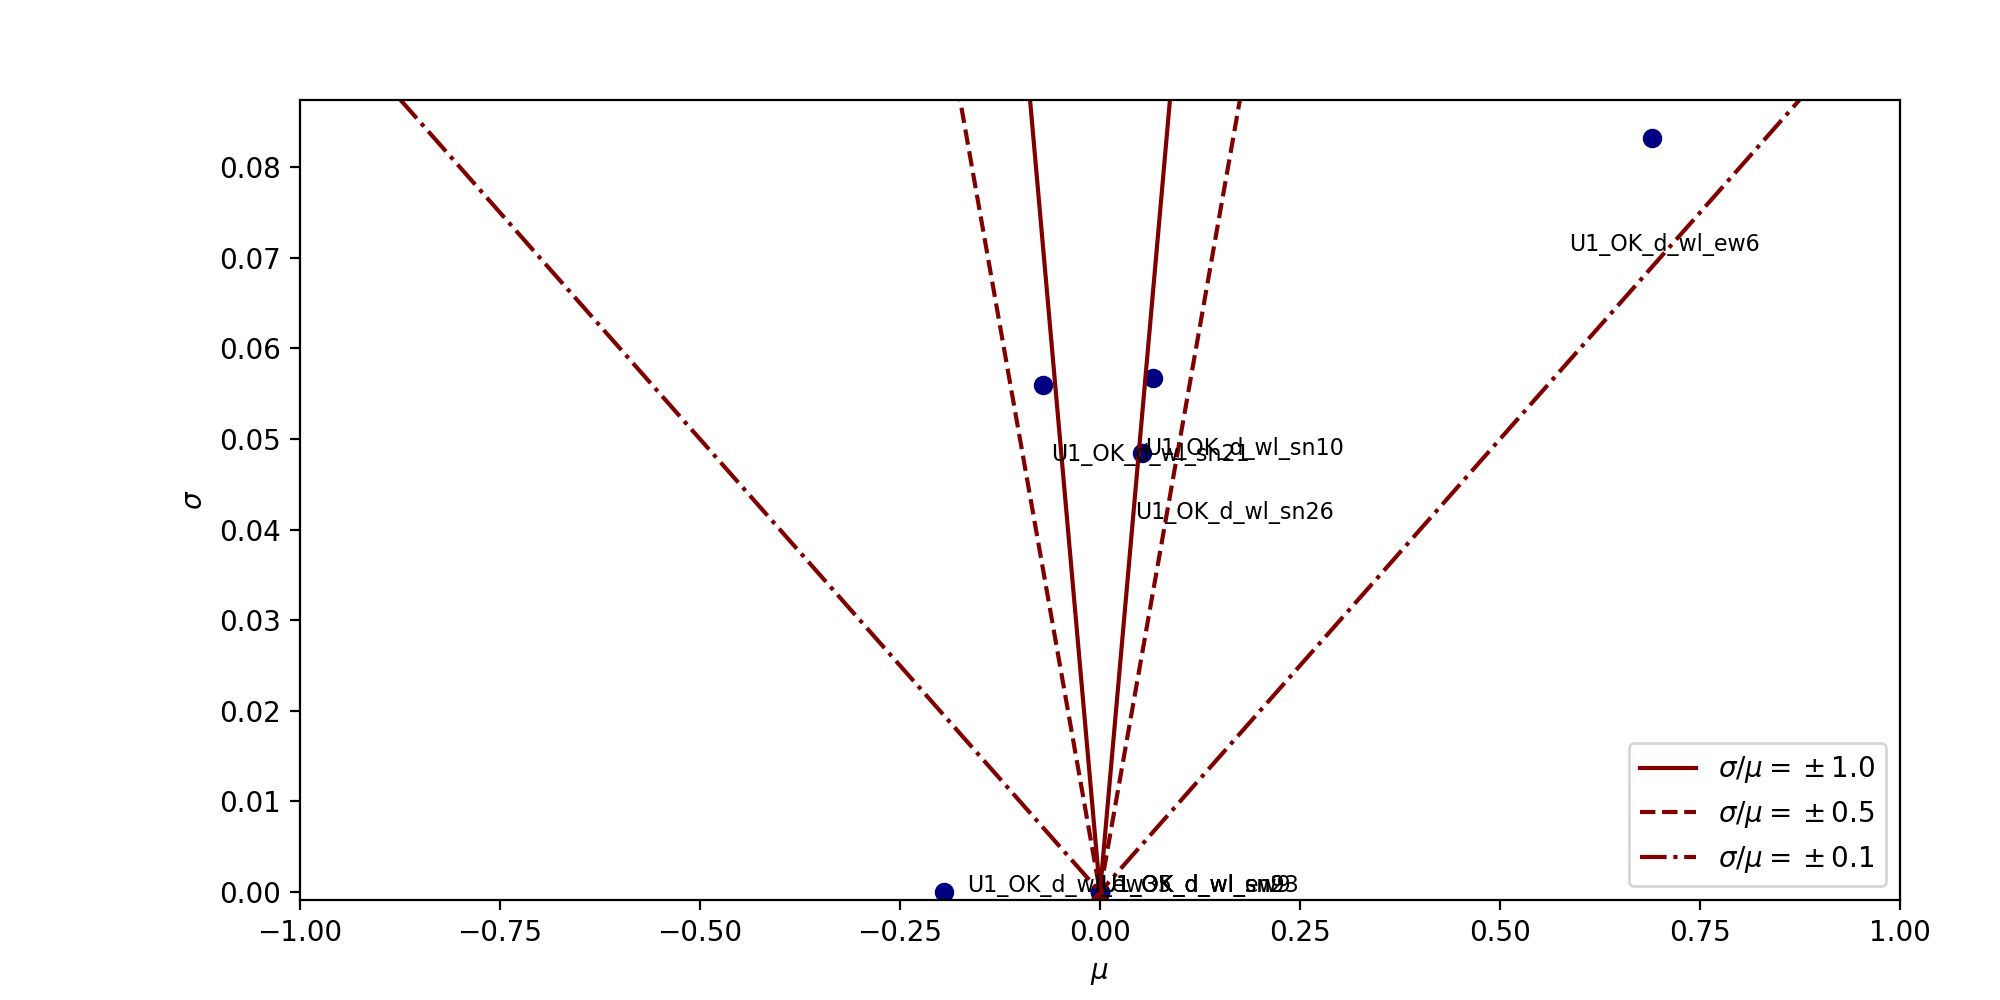 0.08
0.07
0.06
0.05
0.04
0.03
0.02
0.01
0.00
σ
U1_OK_d_wl_ew6
U1_OK_d_wl_sn10
U1_OK_d_wl_sn21
U1_OK_d_wl_sn26
U1_OK_d_wl_ew35
σ/μ = ±1.0
σ/μ = ±0.5
σ/μ = ±0.1
−1.00 −0.75 −0.50 −0.25 0.00 0.25 0.50 0.75 1.00
μ